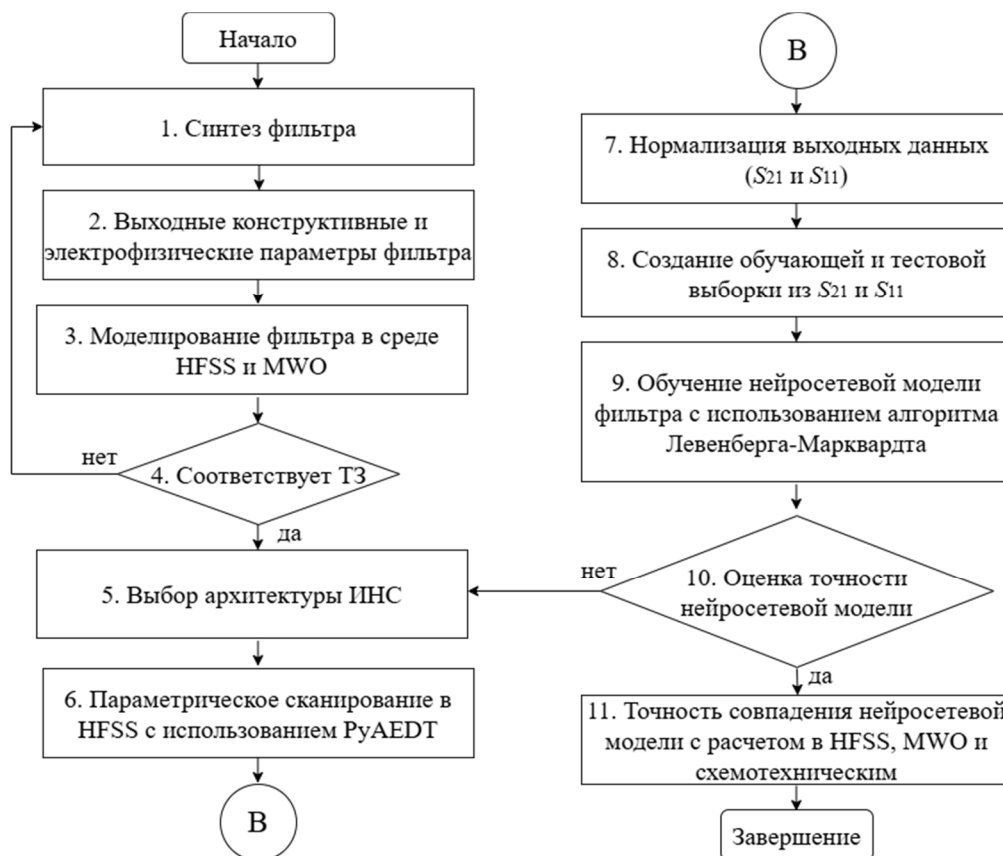 Начало
1. Синтез фильтра
2. Выходные конструктивные и
электрофизические параметры фильтра
3. Моделирование фильтра в среде
HFSS и MWO
нет
4. Соответствует ТЗ
да
5. Выбор архитектуры ИНС
6. Параметрическое сканирование в
HFSS с использованием PyAEDT
B
B
7. Нормализация выходных данных
(S21 и S11)
8. Создание обучающей и тестовой
выборки из S21 и S11
9. Обучение нейросетевой модели
фильтра с использованием алгоритма
Левенберга-Марквардта
нет
10. Оценка точности
нейросетевой модели
да
11. Точность совпадения нейросетевой
модели с расчетом в HFSS, MWO и
схемотехническим
Завершение